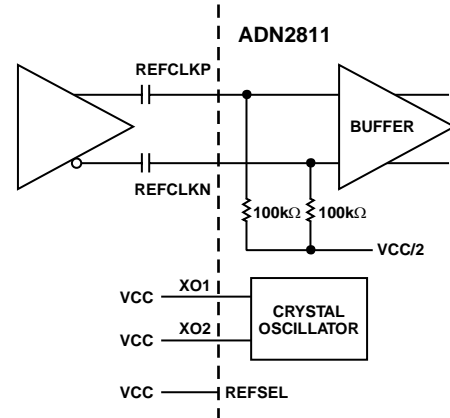 ADN2811
REFCLKP
BUFFER
REFCLKN
100kΩ 100kΩ
VCC/2
VCC XO1
CRYSTAL
OSCILLATOR
VCC XO2
VCC REFSEL